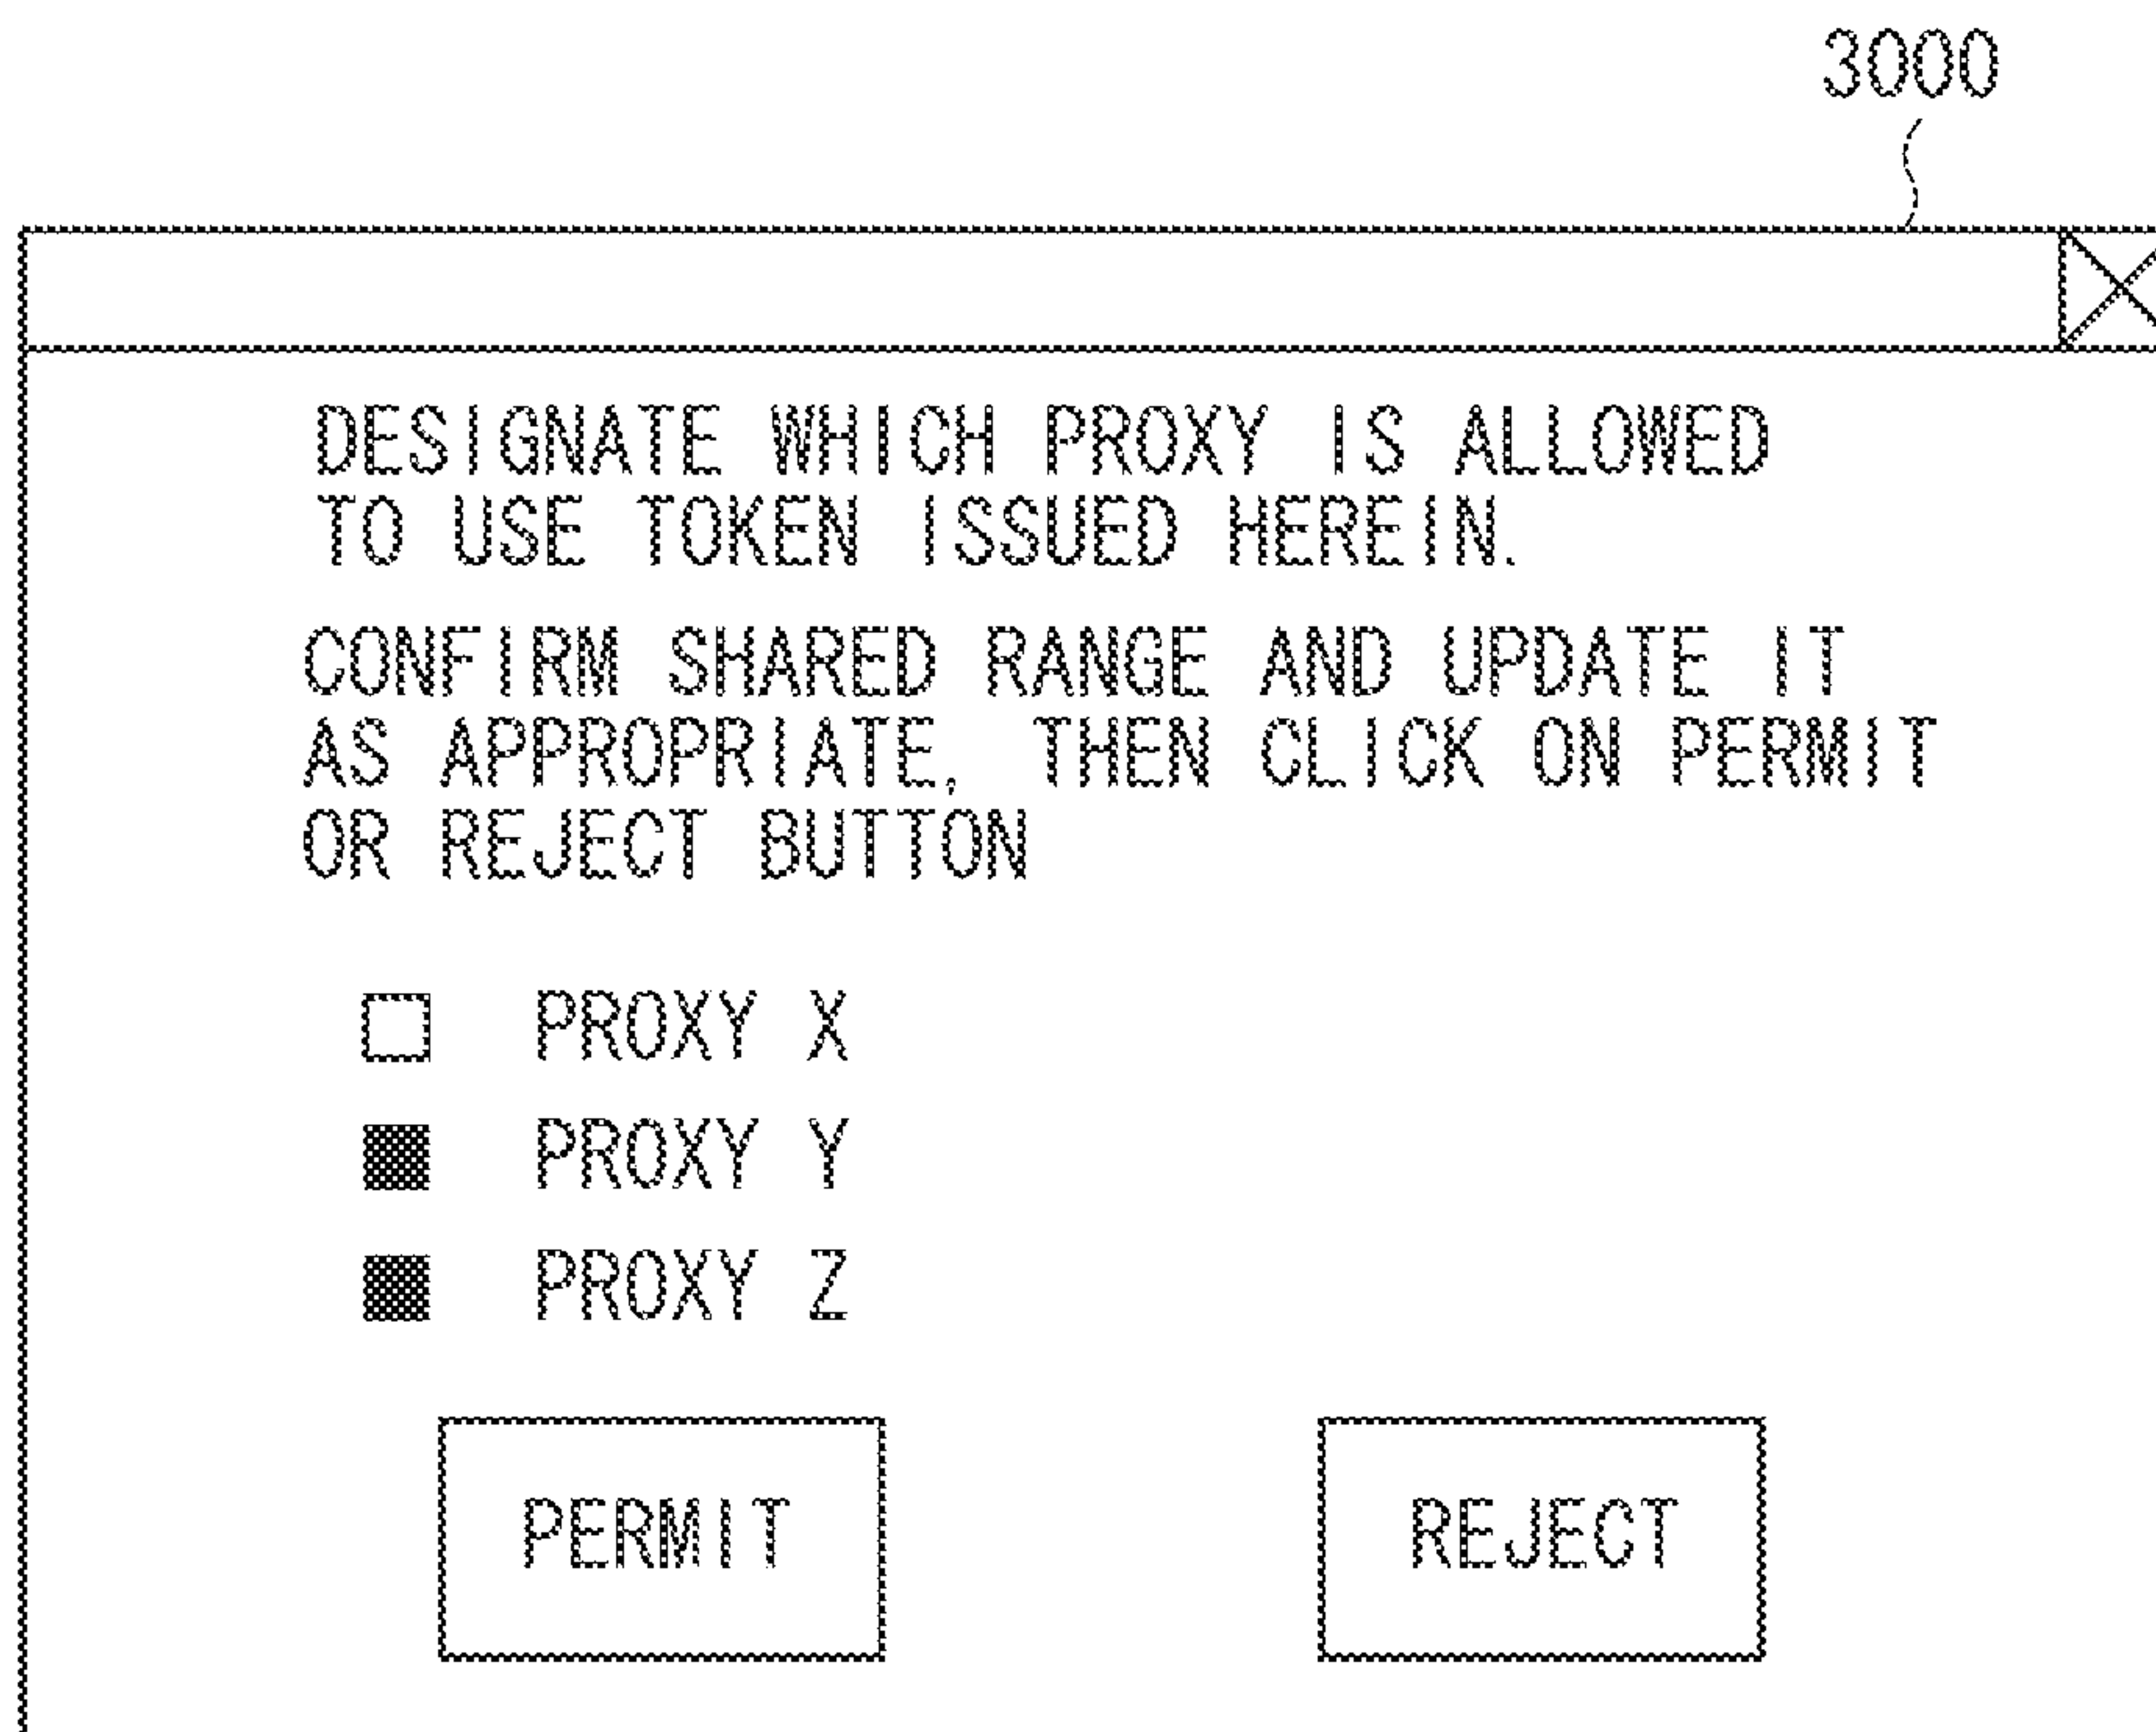 3000
DESIGNATE WHICH PROXY IS ALLOWED
TO USE TOKEN ISSUED HEREIN.
CONFIRM SHARED RANGE AND UPDATE IT
AS APPROPRIATE, THEN CLICK ON PERMIT
OR REJECT BUTTON
PROXY X
PROXY Y
PROXY Z
PERMIT
REJECT